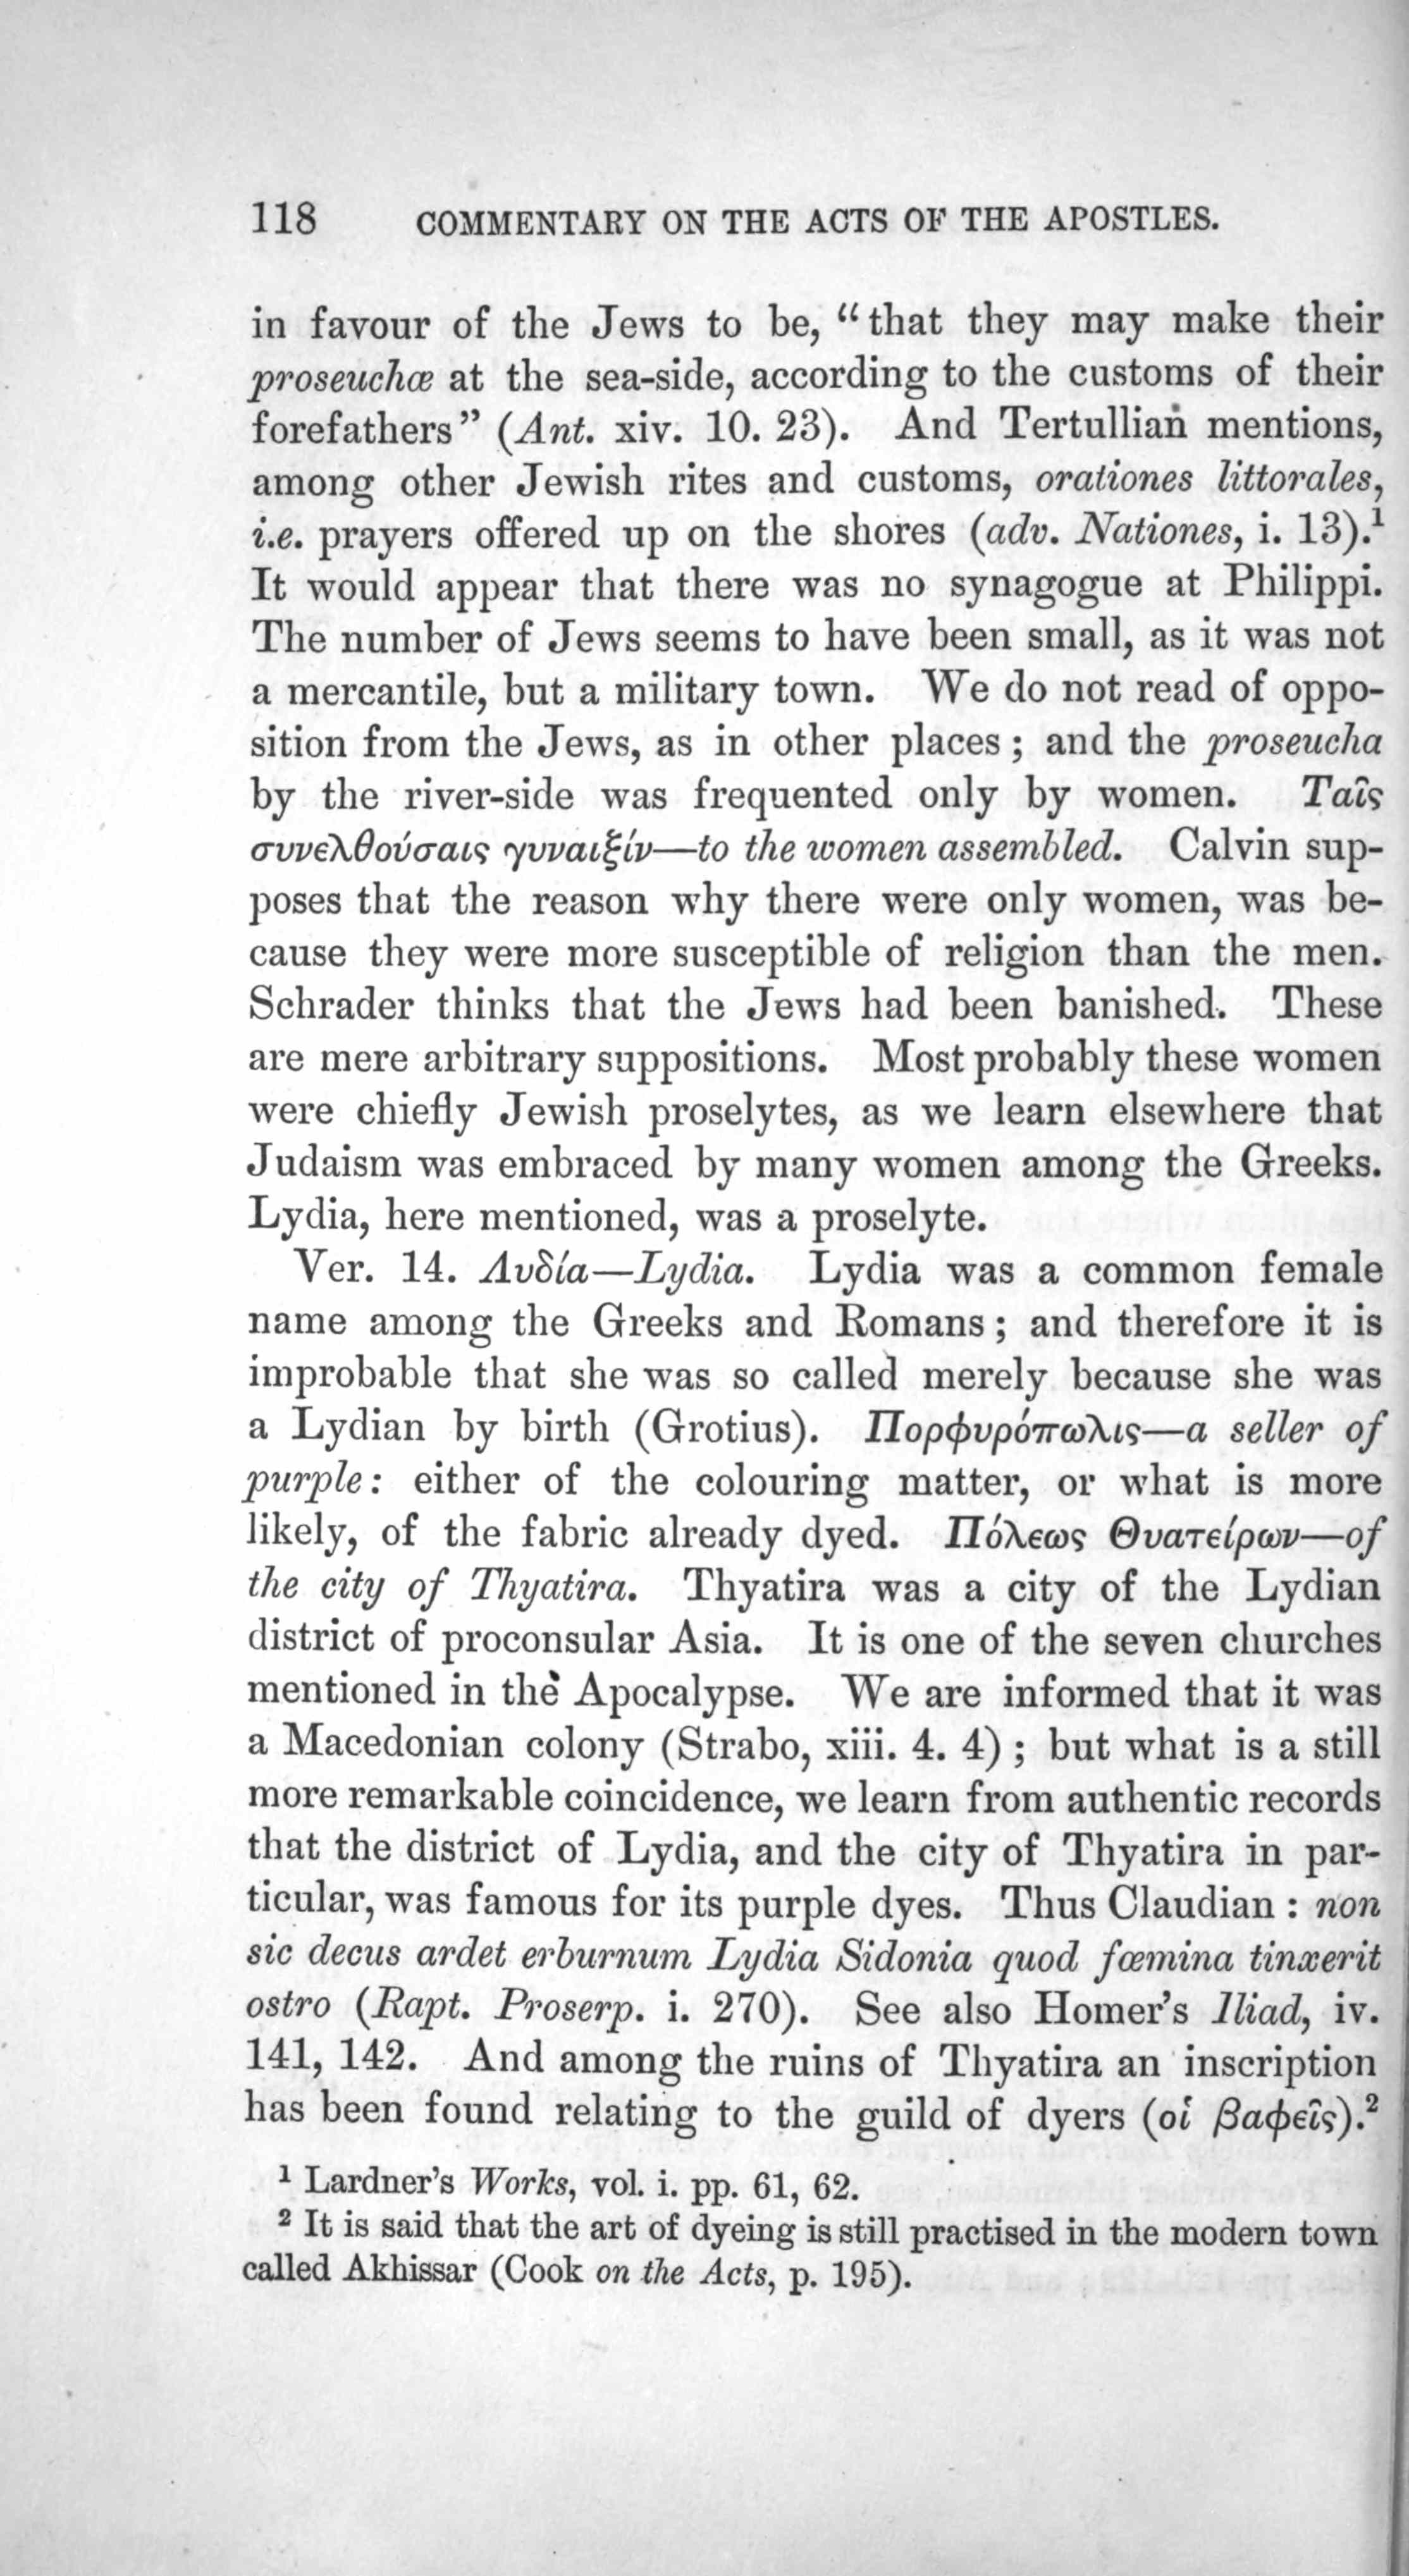 118 COMMENTARY ON THE ACTS OF THE APOSTLES.
in favour of the Jews to be, “that they may make their
proseuchœ at the sea-side, according to the customs of their
forefathers” (Ant. xiv. 10. 23). And Tertullian mentions,
among other Jewish rites and customs, orationes littorales,
i.e. prayers offered up on the shores (adv. Nationes, i. 13).¹
It would appear that there was no synagogue at Philippi.
The number of Jews seems to have been small, as it was not
a mercantile, but a military town. We do not read of oppo-
sition from the Jews, as in other places; and the proseucha
by the river-side was frequented only by women. Ταῖς
συνελθούσαις γυναιξίν—to the women assembled. Calvin sup-
poses that the reason why there were only women, was be-
cause they were more susceptible of religion than the men.
Schrader thinks that the Jews had been banished. These
are mere arbitrary suppositions. Most probably these women
were chiefly Jewish proselytes, as we learn elsewhere that
Judaism was embraced by many women among the Greeks.
Lydia, here mentioned, was a proselyte.
Ver. 14. Λυδία—Lydia. Lydia was a common female
name among the Greeks and Romans; and therefore it is
improbable that she was so called merely because she was
a Lydian by birth (Grotius). Πορφυρόπωλις—a seller of
purple: either of the colouring matter, or what is more
likely, of the fabric already dyed. Πόλεως Θυατείρων—of
the city of Thyatira. Thyatira was a city of the Lydian
district of proconsular Asia. It is one of the seven churches
mentioned in the Apocalypse. We are informed that it was
a Macedonian colony (Strabo, xiii. 4. 4); but what is a still
more remarkable coincidence, we learn from authentic records
that the district of Lydia, and the city of Thyatira in par-
ticular, was famous for its purple dyes. Thus Claudian: non
sic decus ardet erburnum Lydia Sidonia quod fœmina tinxerit
ostro (Rapt. Proserp. i. 270). See also Homer’s Iliad, iv.
141, 142. And among the ruins of Thyatira an inscription
has been found relating to the guild of dyers (οἱ βαφεῖς).²
¹ Lardner’s Works, vol. i. pp. 61, 62.
² It is said that the art of dyeing is still practised in the modern town
called Akhissar (Cook on the Acts, p. 195).